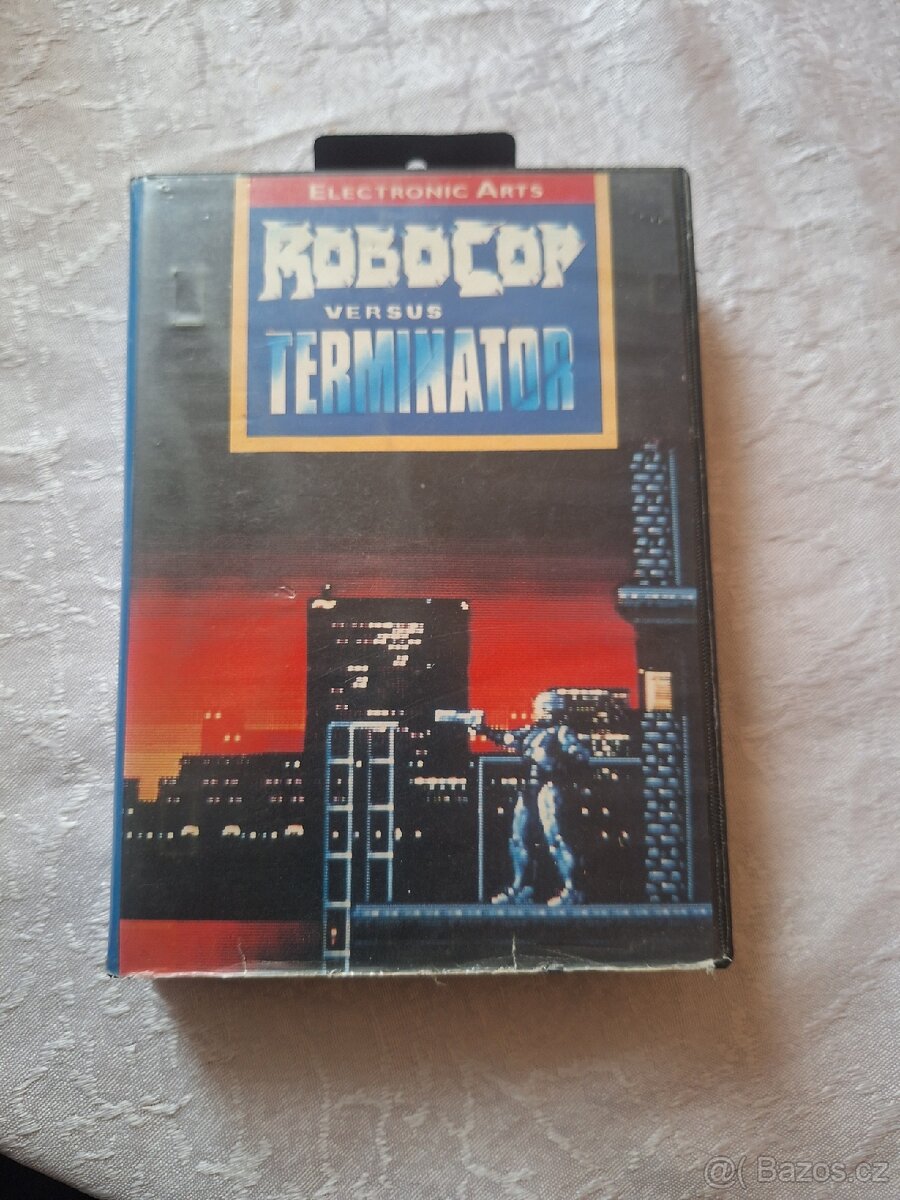 ELECTRONIC ARTS
ROBOCOP
VERSUS
TERMINATOR
@( Bazos.cz